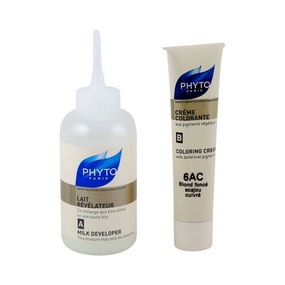 PHYTO
PARIS
LAIT
RÉVÉLATEUR
A
MILK DEVELOPER
PHYTO
PARIS
CRÈME
COLORANTE
aux pigments végétaux
B
COLORING CREAM
with botanical pigments
6AC
Blond foncé
acajou
cuivré